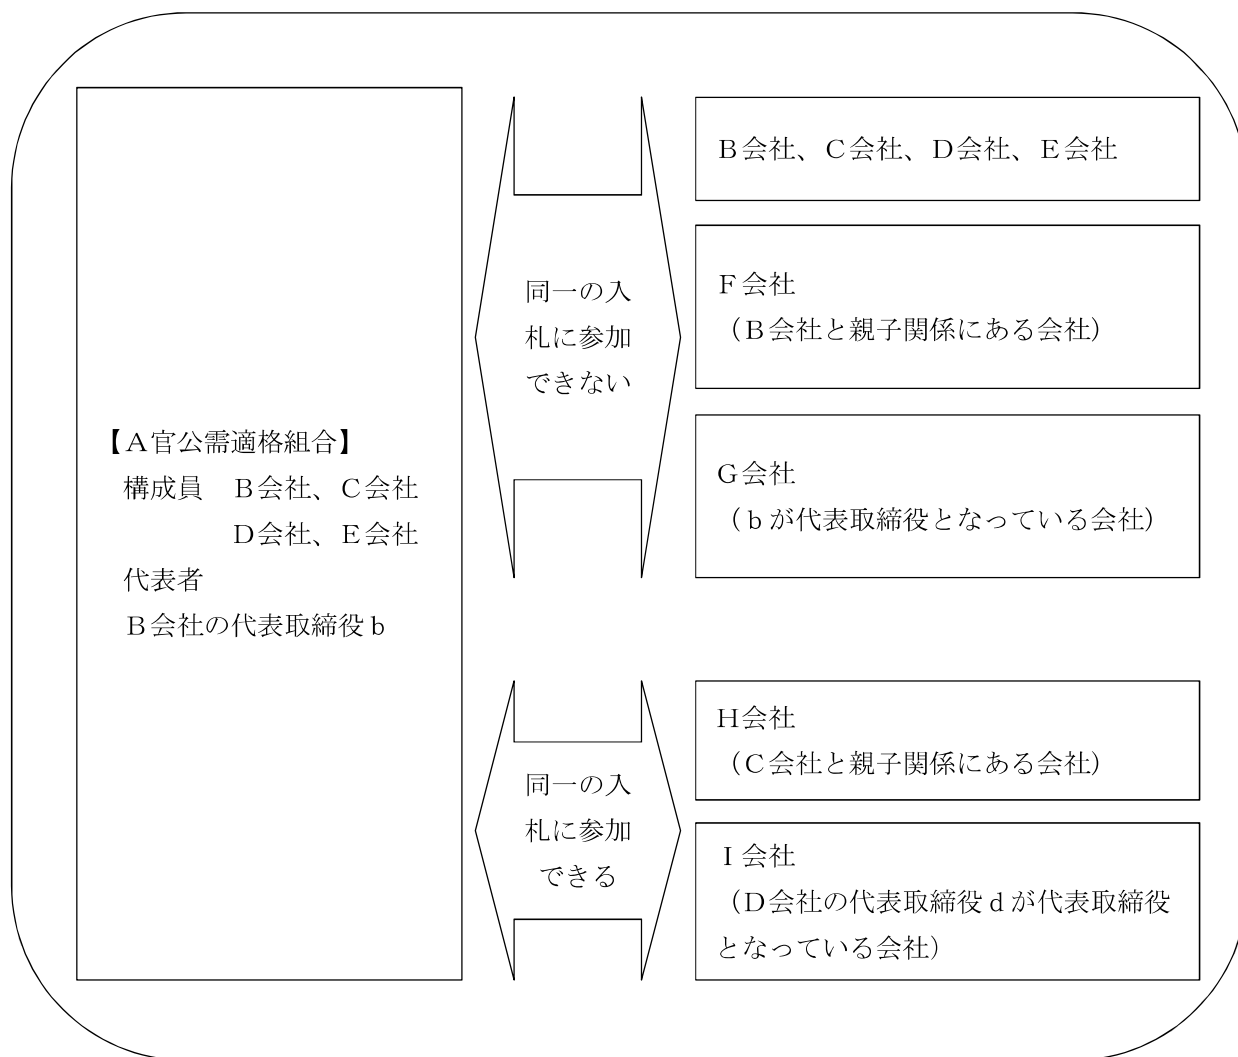 【Ａ官公需適格組合】
構成員　Ｂ会社、Ｃ会社
Ｄ会社、Ｅ会社
代表者
Ｂ会社の代表取締役ｂ
同一の入
札に参加
できない
Ｂ会社、Ｃ会社、Ｄ会社、Ｅ会社
Ｆ会社
（Ｂ会社と親子関係にある会社）
Ｇ会社
（ｂが代表取締役となっている会社）
同一の入
札に参加
できる
Ｈ会社
（Ｃ会社と親子関係にある会社）
Ｉ会社
（Ｄ会社の代表取締役ｄが代表取締役
となっている会社）